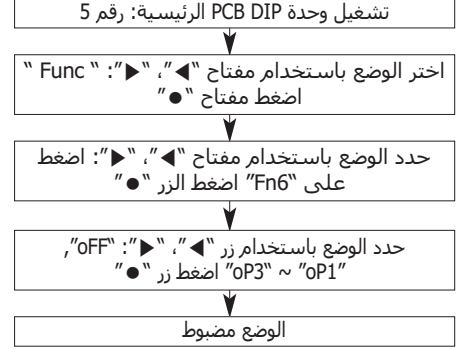 تشغيل وحدة PCB DIP الرئيسية: رقم 5
اختر الوضع باستخدام مفتاح “◀”، “▶”: “ Func “
اضغط مفتاح “●”
حدد الوضع باستخدام مفتاح “◀”، “▶”: اضغط
على “Fn6” اضغط الزر “●”
حدد الوضع باستخدام زر “◀”، “▶”: “oFF”,
“oP1” ~ “oP3” اضغط زر “●”
الوضع مضبوط